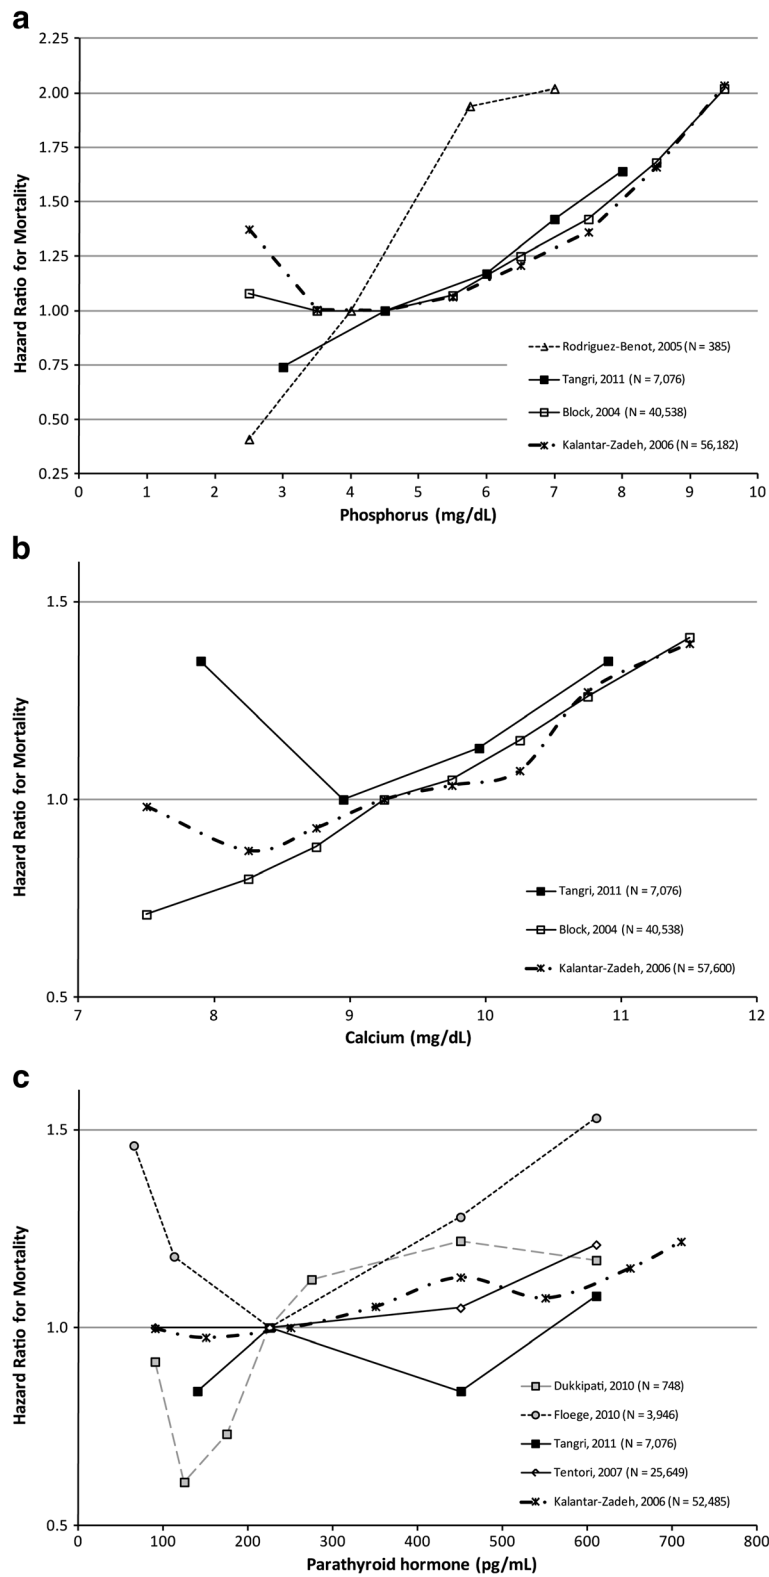 a
2.25
2.00
1.75
1.50
1.25
1.00
0.75
0.50
0.25
Hazard Ratio for Mortality
Rodriguez-Benot, 2005 (N = 385)
Tangri, 2011 (N = 7,076)
Block, 2004 (N = 40,538)
Kalantar-Zadeh, 2006 (N = 56,182)
0 1 2 3 4 5 6 7 8 9 10
Phosphorus (mg/dL)
b
1.5
1.0
0.5
Hazard Ratio for Mortality
Tangri, 2011 (N = 7,076)
Block, 2004 (N = 40,538)
Kalantar-Zadeh, 2006 (N = 57,600)
7 8 9 10 11 12
Calcium (mg/dL)
c
1.5
1.0
0.5
Hazard Ratio for Mortality
Dukkipati, 2010 (N = 748)
Floege, 2010 (N = 3,946)
Tangri, 2011 (N = 7,076)
Tentori, 2007 (N = 25,649)
Kalantar-Zadeh, 2006 (N = 52,485)
0 100 200 300 400 500 600 700 800
Parathyroid hormone (pg/mL)